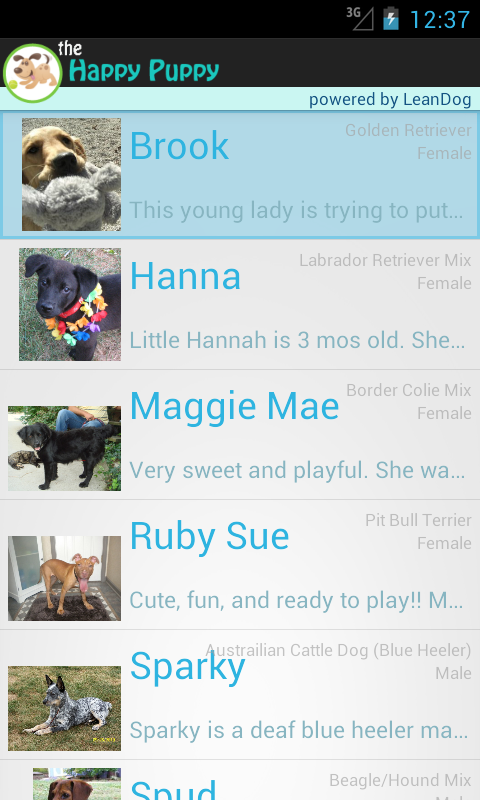 3G 12:37
the
Happy Puppy
powered by LeanDog
Brook
Golden Retriever
Female
This young lady is trying to put...
Hanna
Labrador Retriever Mix
Female
Little Hannah is 3 mos old. She...
Maggie Mae
Border Colie Mix
Female
Very sweet and playful. She wa...
Ruby Sue
Pit Bull Terrier
Female
Cute, fun, and ready to play!! M...
Sparky
Austrailian Cattle Dog (Blue Heeler)
Male
Sparky is a deaf blue heeler ma...
Spud
Beagle/Hound Mix
Male